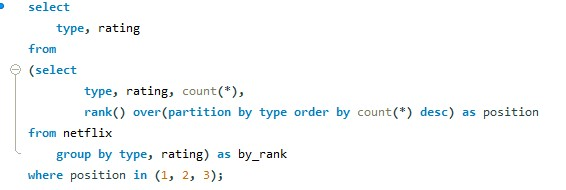 select
type, rating
from
(select
type, rating, count(*),
rank() over(partition by type order by count(*) desc) as position
from netflix
group by type, rating) as by_rank
where position in (1, 2, 3);